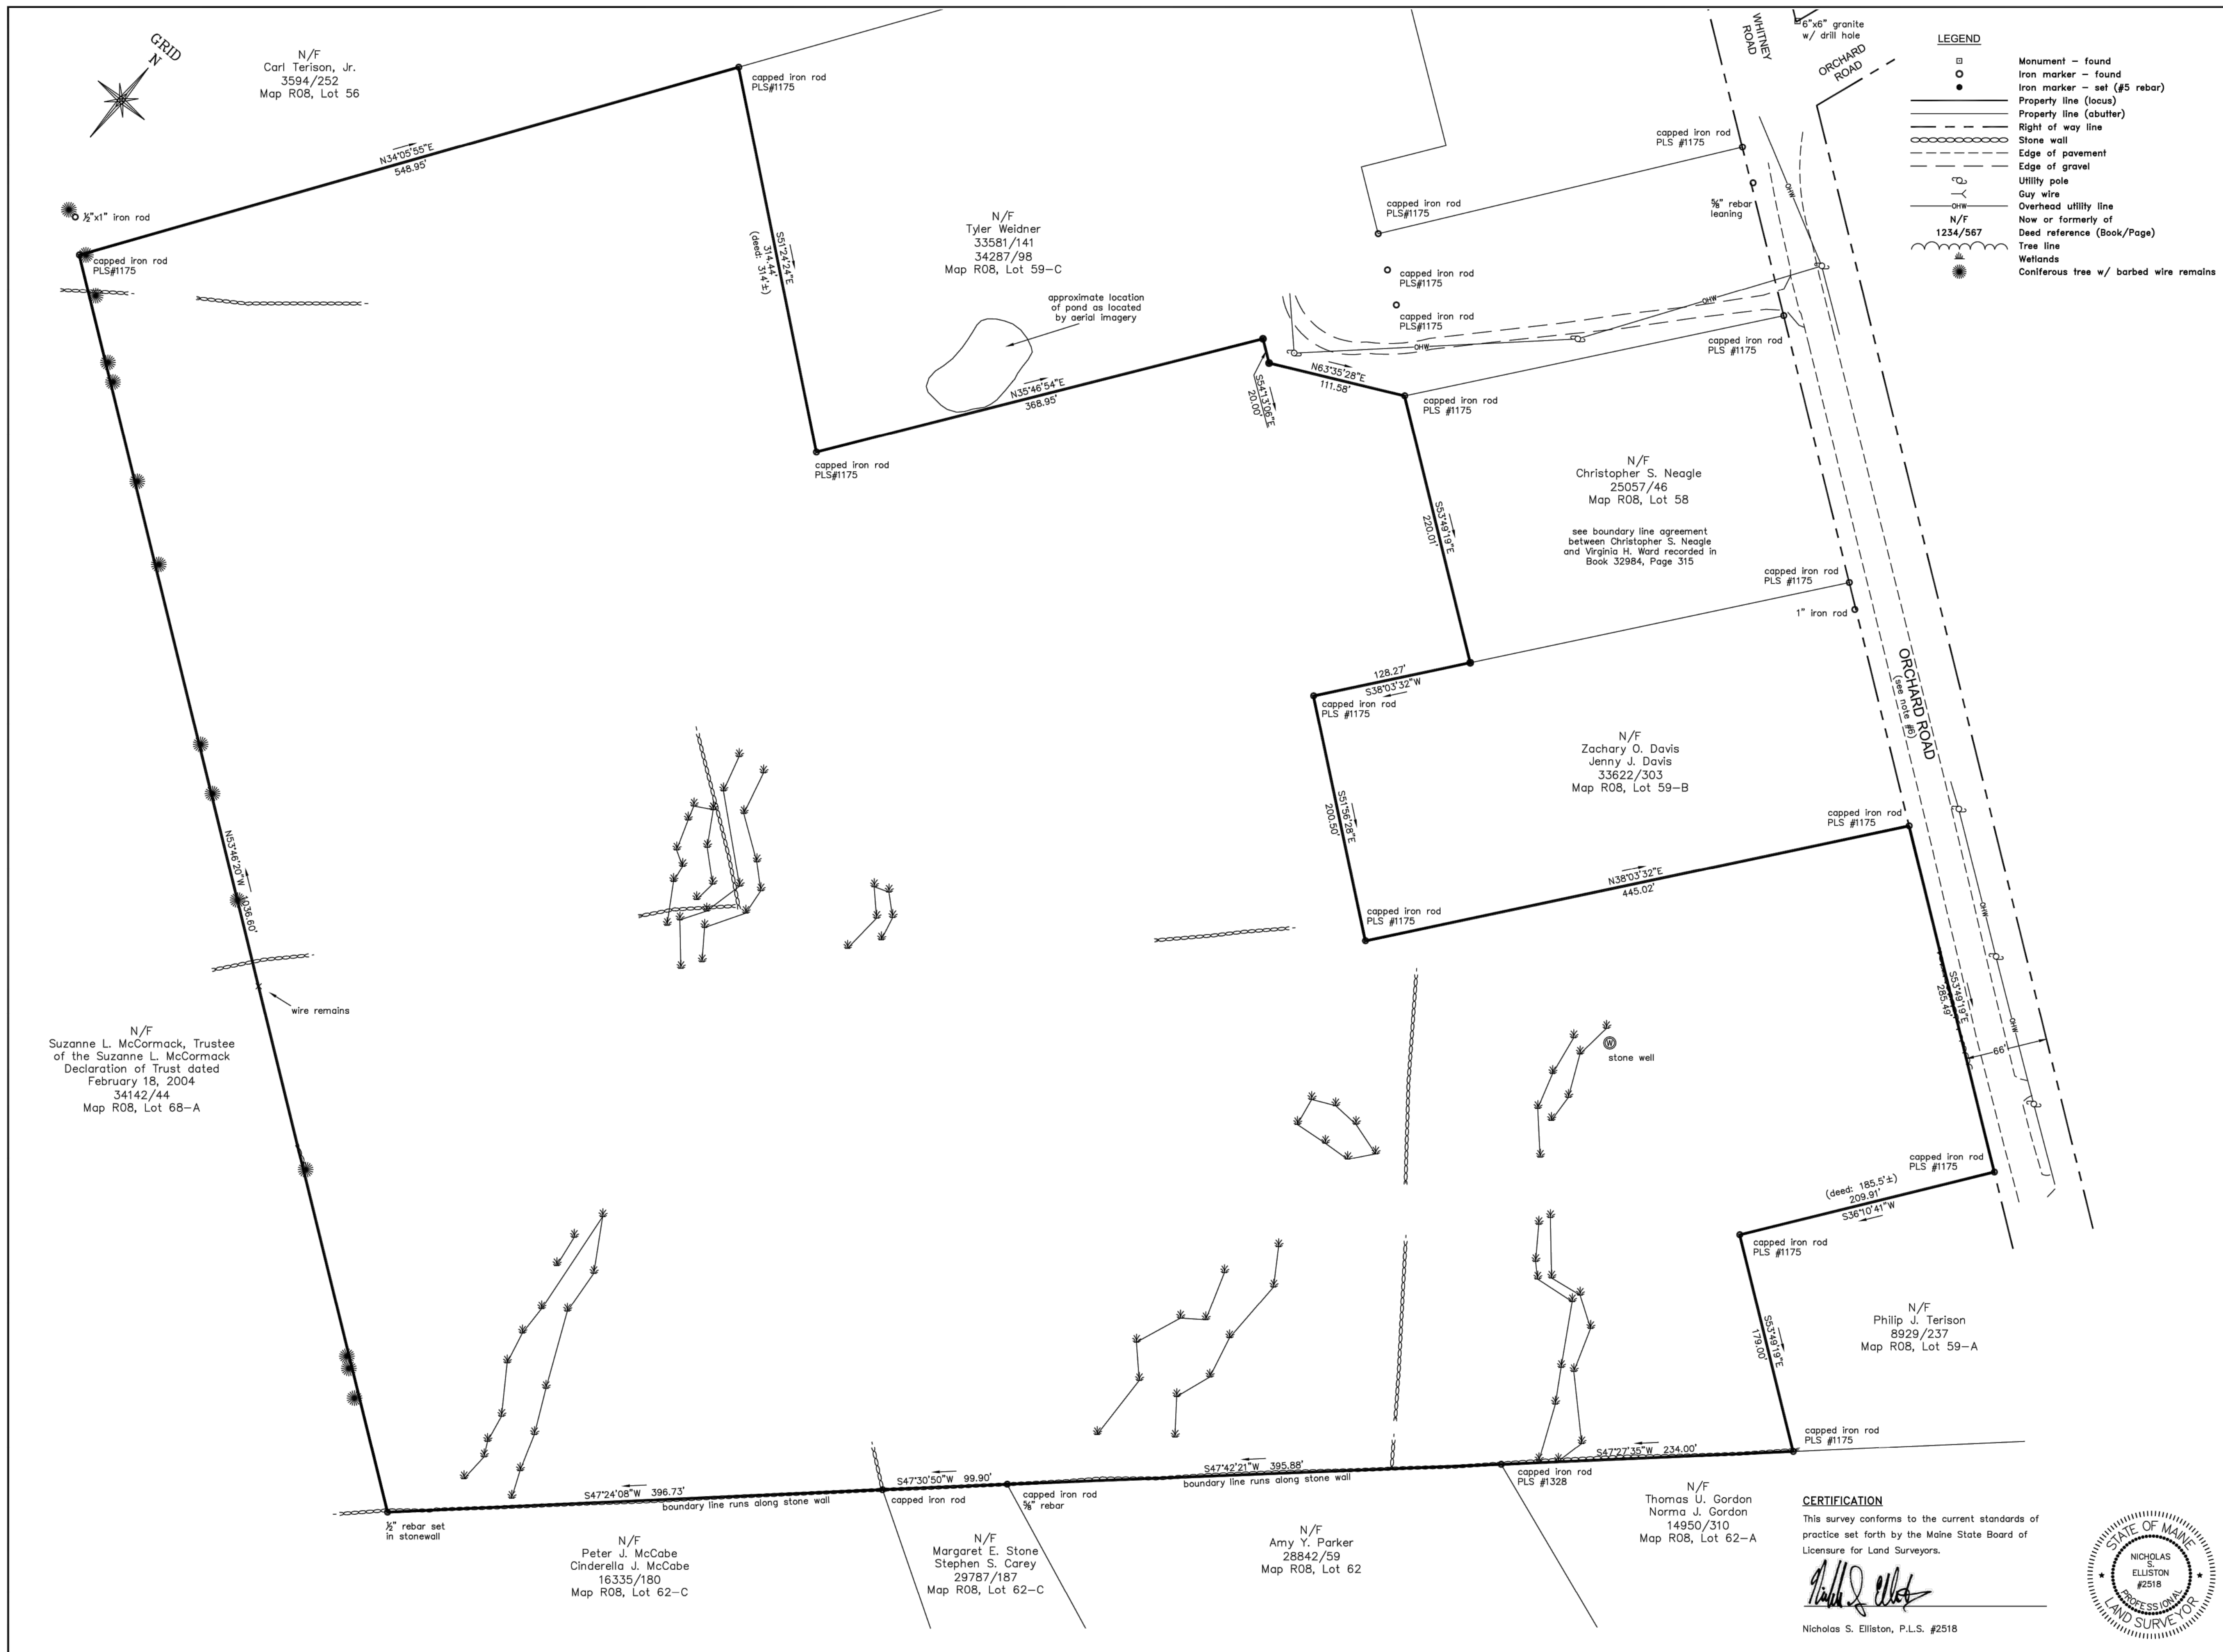 GRID
N
N/F
Carl Terison, Jr.
3594/252
Map R08, Lot 56
½"x1" iron rod
capped iron rod
PLS#1175
N34°05'55"E
548.95'
capped iron rod
PLS#1175
S51°24'24"E
314.44'
(deed: 314'±)
N/F
Tyler Weidner
33581/141
34287/98
Map R08, Lot 59-C
approximate location
of pond as located
by aerial imagery
capped iron rod
PLS#1175
N35°46'54"E
368.95'
S54°13'06"E
20.00'
N63°35'28"E
111.58'
capped iron rod
PLS #1175
capped iron rod
PLS#1175
capped iron rod
PLS#1175
capped iron rod
PLS#1175
capped iron rod
PLS #1175
⅝" rebar
leaning
capped iron rod
PLS #1175
WHITNEY
ROAD
6"x6" granite
w/ drill hole
ORCHARD
ROAD
OHW
OHW
OHW
LEGEND
Monument - found
Iron marker - found
Iron marker - set (#5 rebar)
Property line (locus)
Property line (abutter)
Right of way line
Stone wall
Edge of pavement
Edge of gravel
Utility pole
Guy wire
OHW Overhead utility line
N/F Now or formerly of
1234/567 Deed reference (Book/Page)
Tree line
Wetlands
Coniferous tree w/ barbed wire remains
N/F
Christopher S. Neagle
25057/46
Map R08, Lot 58
see boundary line agreement
between Christopher S. Neagle
and Virginia H. Ward recorded in
Book 32984, Page 315
S53°49'19"E
220.01'
capped iron rod
PLS #1175
1" iron rod
128.27'
S38°03'32"W
capped iron rod
PLS #1175
ORCHARD ROAD
(see note #6)
N/F
Zachary O. Davis
Jenny J. Davis
33622/303
Map R08, Lot 59-B
S51°56'28"E
200.50'
capped iron rod
PLS #1175
N38°03'32"E
445.02'
capped iron rod
PLS #1175
OHW
OHW
S53°49'19"E
285.49'
66'
N53°46'20"W
1036.60'
wire remains
N/F
Suzanne L. McCormack, Trustee
of the Suzanne L. McCormack
Declaration of Trust dated
February 18, 2004
34142/44
Map R08, Lot 68-A
W
stone well
capped iron rod
PLS #1175
(deed: 185.5'±)
209.91'
S36°10'41"W
capped iron rod
PLS #1175
S53°49'19"E
179.00'
N/F
Philip J. Terison
8929/237
Map R08, Lot 59-A
capped iron rod
PLS #1175
S47°27'35"W 234.00'
capped iron rod
PLS #1328
S47°42'21"W 395.88'
boundary line runs along stone wall
capped iron rod
⅝" rebar
S47°30'50"W 99.90'
capped iron rod
S47°24'08"W 396.73'
boundary line runs along stone wall
½" rebar set
in stonewall
N/F
Peter J. McCabe
Cinderella J. McCabe
16335/180
Map R08, Lot 62-C
N/F
Margaret E. Stone
Stephen S. Carey
29787/187
Map R08, Lot 62-C
N/F
Amy Y. Parker
28842/59
Map R08, Lot 62
N/F
Thomas U. Gordon
Norma J. Gordon
14950/310
Map R08, Lot 62-A
CERTIFICATION
This survey conforms to the current standards of
practice set forth by the Maine State Board of
Licensure for Land Surveyors.
Nicholas S. Elliston, P.L.S. #2518
STATE OF MAINE
NICHOLAS
S.
ELLISTON
#2518
PROFESSIONAL
LAND SURVEYOR